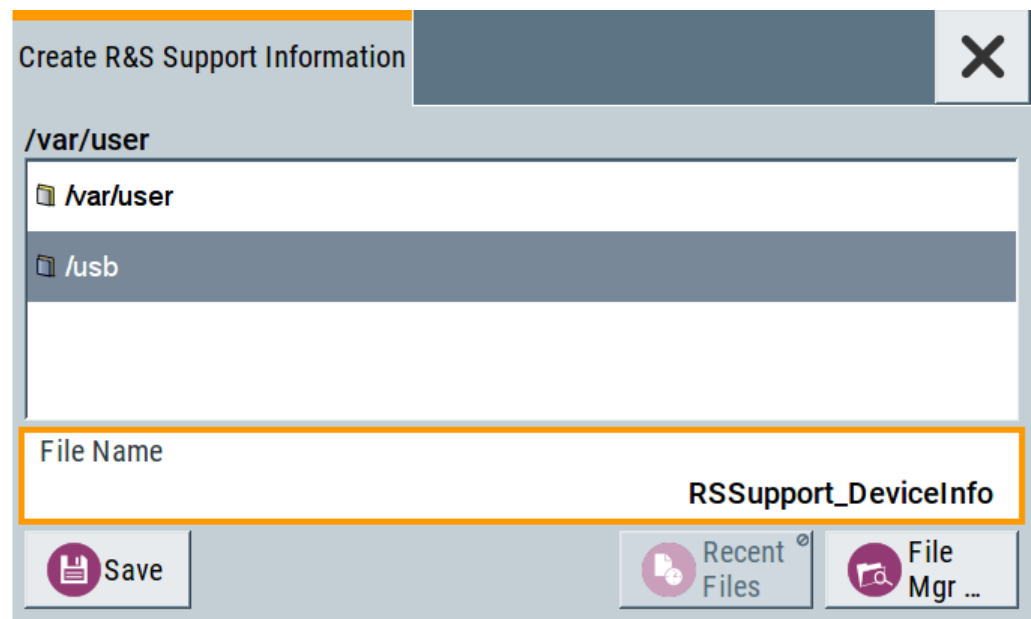 Create R&S Support Information
/var/user
/var/user
/usb
File Name
RSSupport_DeviceInfo
Save
Recent
Files
File
Mgr ...